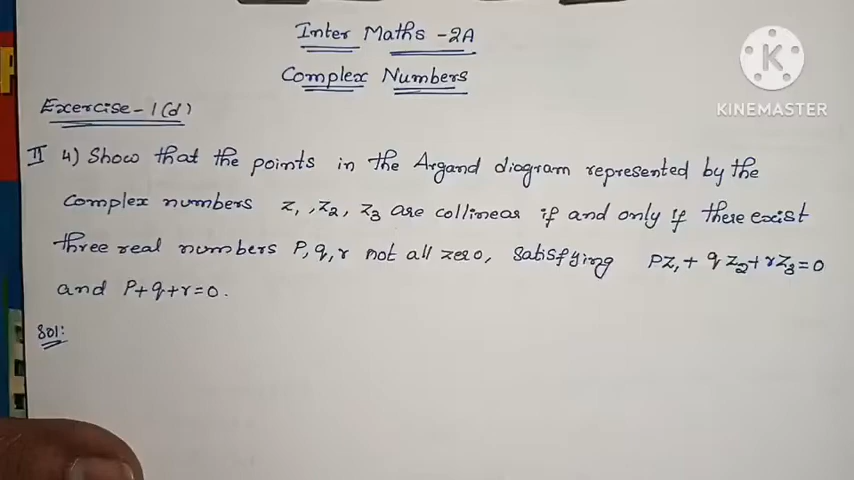 Inter Maths -2A
Complex Numbers
K
KINEMASTER
Exercise - 1(d)
II 4) Show that the points in the Argand diagram represented by the
complex numbers z₁, z₂, z₃ are collinear if and only if there exist
three real numbers P, q, r not all zero, satisfying Pz₁ + qz₂ + rz₃ = 0
and P+q+r=0.
Sol: